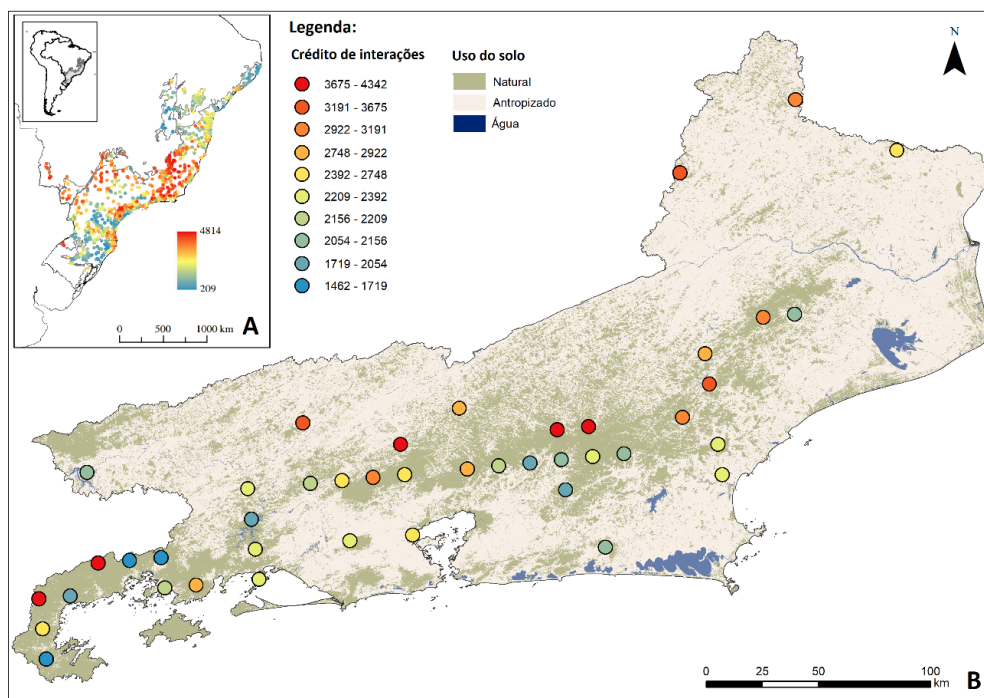 Legenda:
Crédito de interações
3675 - 4342
3191 - 3675
2922 - 3191
2748 - 2922
2392 - 2748
2209 - 2392
2156 - 2209
2054 - 2156
1719 - 2054
1462 - 1719
Uso do solo
Natural
Antropizado
Água
N
4814
209
0 500 1000 km
A
0 25 50 100
km
B